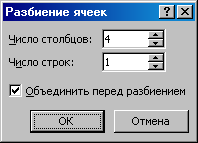 Разбиение ячеек
Число столбцов: 4
Число строк: 1
Объединить перед разбиением
ОК Отмена